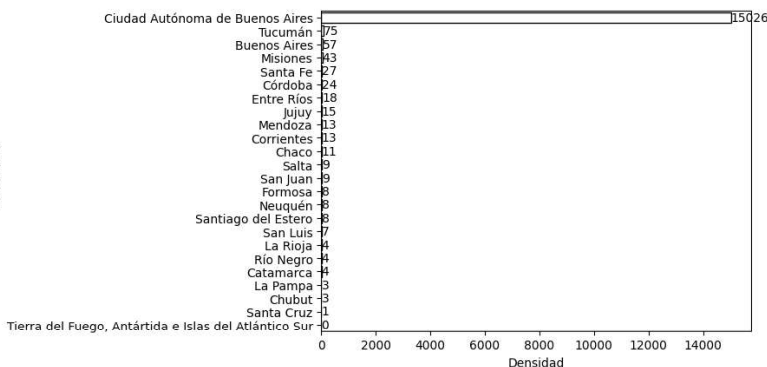 Ciudad Autónoma de Buenos Aires 15026
Tucumán 75
Buenos Aires 57
Misiones 43
Santa Fe 27
Córdoba 24
Entre Ríos 18
Jujuy 15
Mendoza 13
Corrientes 13
Chaco 11
Salta 9
San Juan 9
Formosa 8
Neuquén 8
Santiago del Estero 8
San Luis 7
La Rioja 4
Río Negro 4
Catamarca 4
La Pampa 3
Chubut 3
Santa Cruz 1
Tierra del Fuego, Antártida e Islas del Atlántico Sur 0
0 2000 4000 6000 8000 10000 12000 14000
Densidad